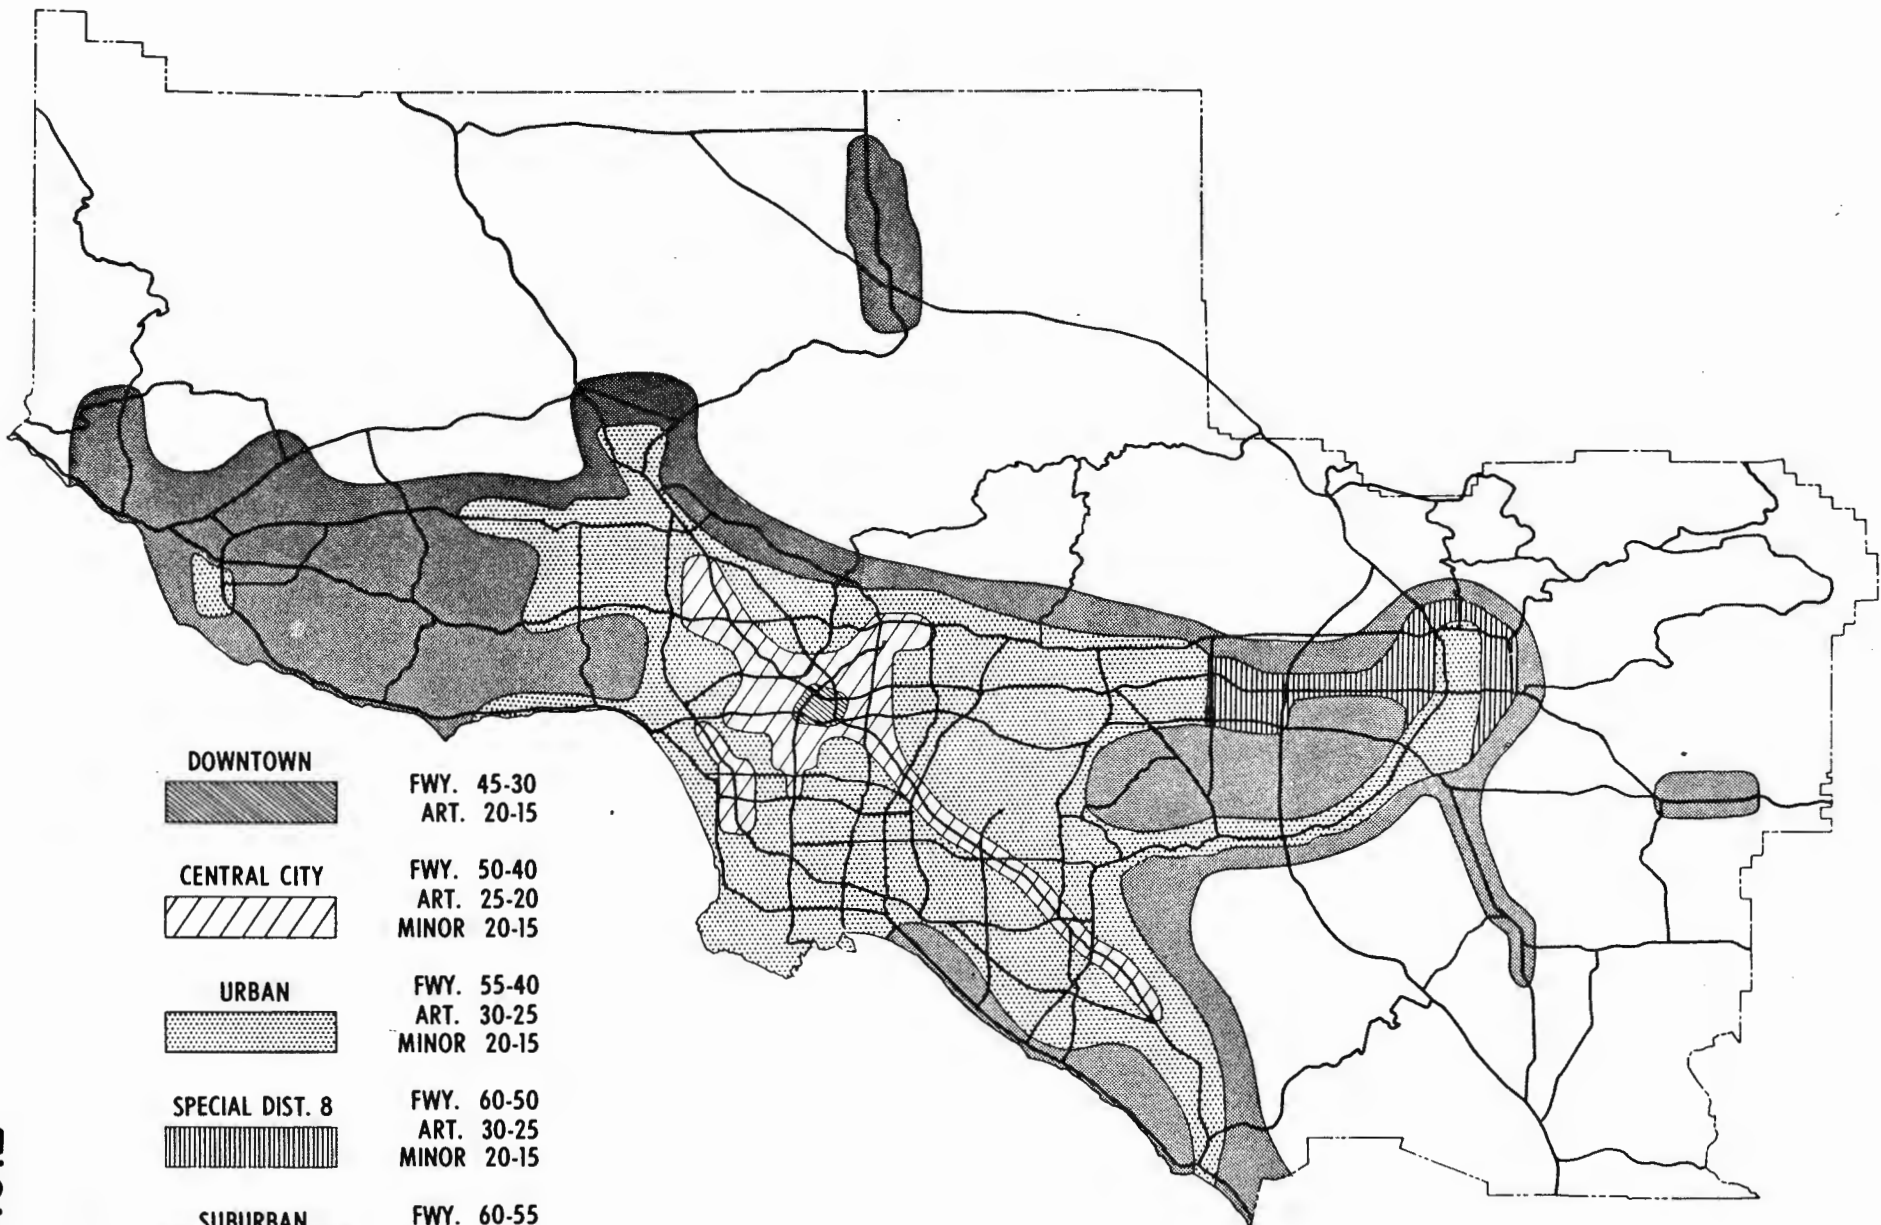 DOWNTOWN
FWY. 45-30
ART. 20-15
CENTRAL CITY
FWY. 50-40
ART. 25-20
MINOR 20-15
URBAN
FWY. 55-40
ART. 30-25
MINOR 20-15
SPECIAL DIST. 8
FWY. 60-50
ART. 30-25
MINOR 20-15
SUBURBAN
FWY. 60-55